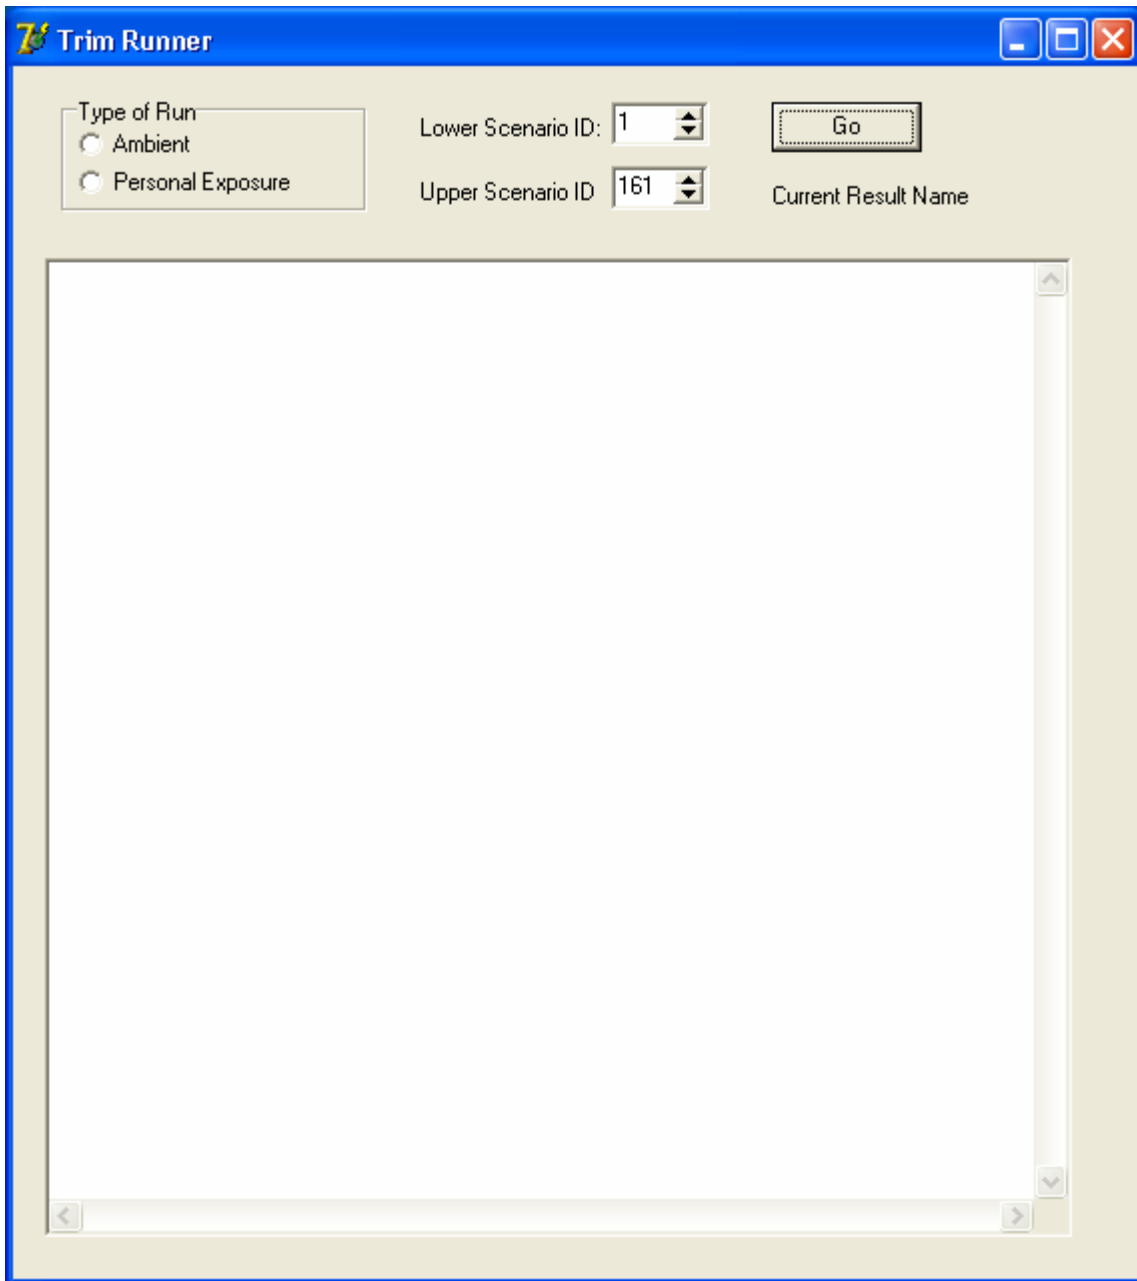 Trim Runner
Type of Run
Ambient
Personal Exposure
Lower Scenario ID: 1
Upper Scenario ID 161
Go
Current Result Name